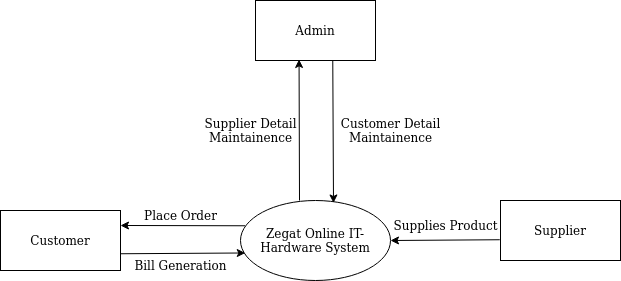 Admin
Supplier Detail
Maintainence
Customer Detail
Maintainence
Place Order
Customer
Bill Generation
Zegat Online IT-
Hardware System
Supplies Product
Supplier